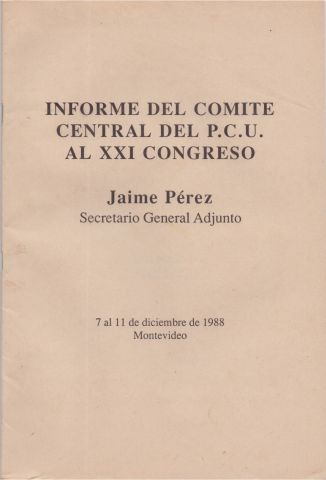 INFORME DEL COMITE
CENTRAL DEL P.C.U.
AL XXI CONGRESO
Jaime Pérez
Secretario General Adjunto
7 al 11 de diciembre de 1988
Montevideo